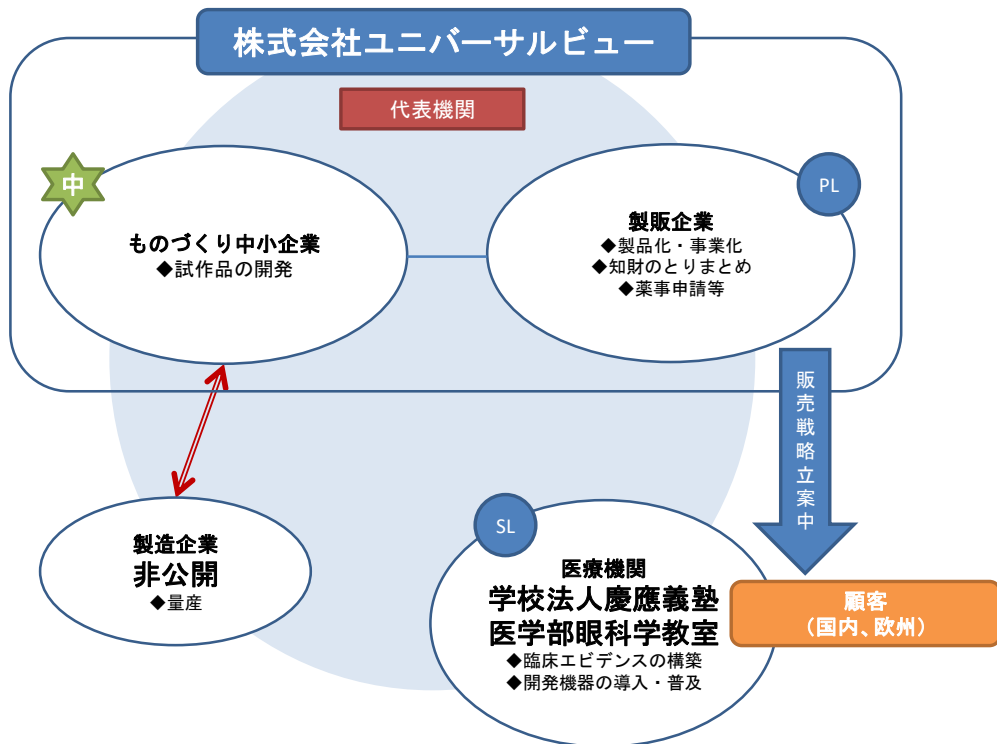 株式会社ユニバーサルビュー
代表機関
中
ものづくり中小企業
◆試作品の開発
PL
製販企業
◆製品化・事業化
◆知財のとりまとめ
◆薬事申請等
販売戦略立案中
製造企業
非公開
◆量産
SL
医療機関
学校法人慶應義塾
医学部眼科学教室
◆臨床エビデンスの構築
◆開発機器の導入・普及
顧客
（国内、欧州）